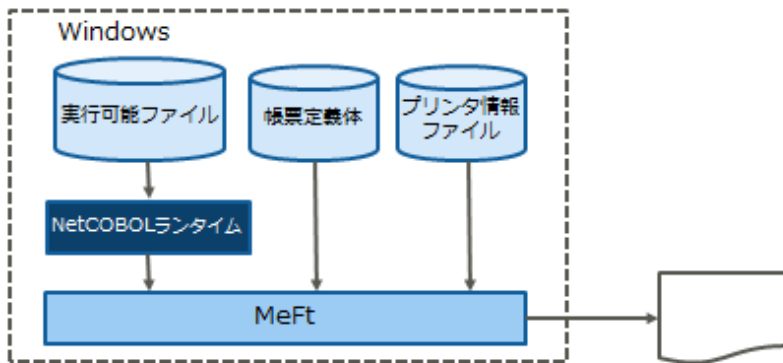 Windows
実行可能ファイル
帳票定義体
プリンタ情報
ファイル
NetCOBOLランタイム
MeFt